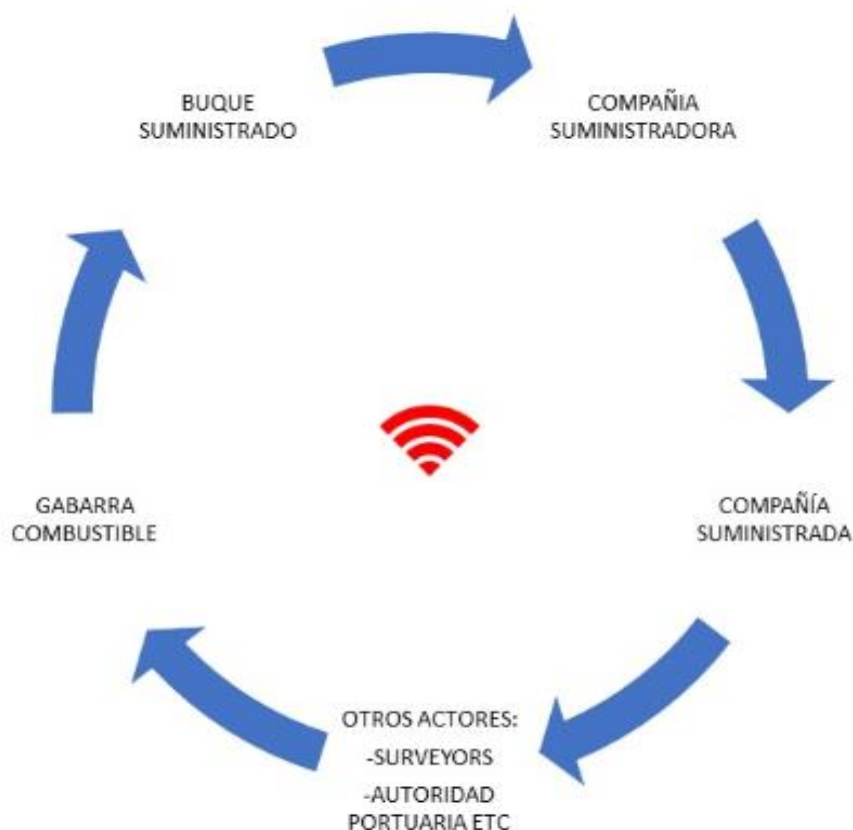 BUQUE
SUMINISTRADO
COMPAÑIA
SUMINISTRADORA
COMPAÑÍA
SUMINISTRADA
OTROS ACTORES:
-SURVEYORS
-AUTORIDAD
PORTUARIA ETC
GABARRA
COMBUSTIBLE